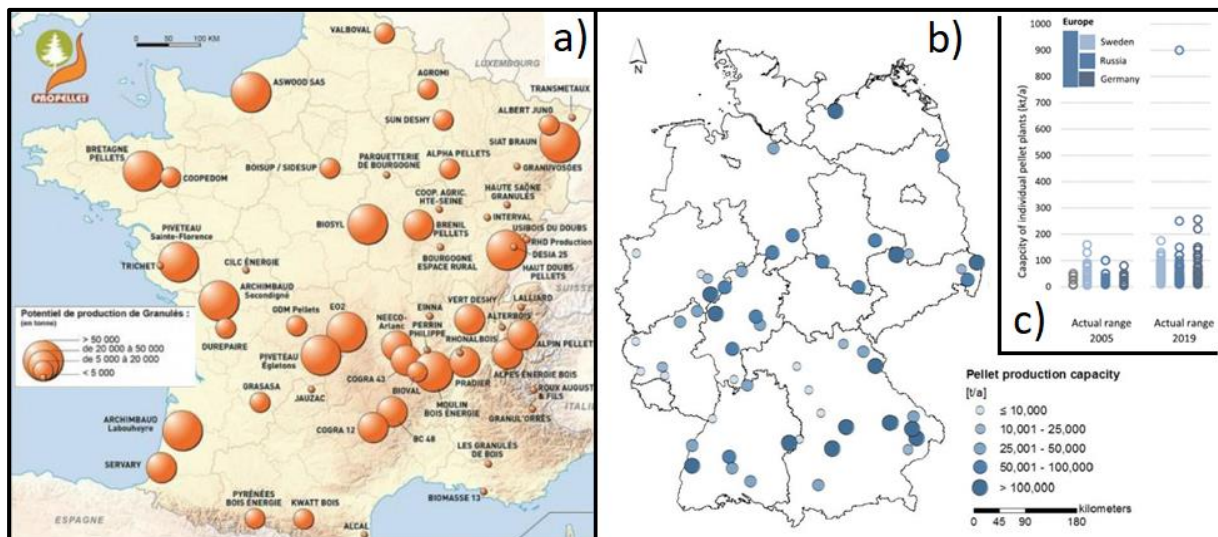 a)
PROPELLET
0 50 100 KM
VALBOVAL
LUXEMBOURG
AGROMI
TRANSMETAUX
ASWOOD SAS
ALBERT JUNG
SUN DESHY
SIAT BRAUN
BRETAGNE
PELLETS
BOISUP / SIDESUP
PARQUETTERIE
DE BOURGOGNE
ALPHA PELLETS
GRANUVOSGES
COOPEDOM
COOP. AGRIC.
HTE-SEINE
HAUTE SAÔNE
GRANULÉS
INTERVAL
BIOSYL
BRENIL
PELLETS
USIBOIS DU DOUBS
RHD Production
DESIA 25
PIVETEAU
Sainte-Florence
BOURGOGNE
ESPACE RURAL
HAUT DOUBS
PELLETS
TRICHET
CILC ÉNERGIE
SUISSE
ARCHIMBAUD
Secondigné
LALLIARD
Potentiel de production de Granulés :
(en tonne)
> 50 000
de 20 000 à 50 000
de 5 000 à 20 000
< 5 000
ODM Pellets
EO2
EINNA
VERT DESHY
NEECO-
Arlanc
PERRIN
PHILIPPE
ALTERBOIS
RHONALBOIS
ALPIN PELLET
DUREPAIRE
PIVETEAU
Égletons
COGRA 43
BIOVAL
PRADIER
ALPES ÉNERGIE BOIS
GRASASA
JAUZAC
MOULIN
BOIS ÉNERGIE
ROUX AUGUST
& FILS
ITALIE
GRANUL'ORRES
ARCHIMBAUD
Labouheyre
COGRA 12
BC 48
SERVARY
LES GRANULÉS
DE BOIS
PYRÉNÉES
BOIS ÉNERGIE
KWATT BOIS
BIOMASSE 13
ESPAGNE
ALCAL
b)
N
Pellet production capacity
[t/a]
≤ 10,000
10,001 - 25,000
25,001 - 50,000
50,001 - 100,000
> 100,000
kilometers
0 45 90 180
c)
Capcity of individual pellet plants (kt/a)
1000
900
800
700
600
500
400
300
200
100
0
Europe
Sweden
Russia
Germany
Actual range
2005
Actual range
2019